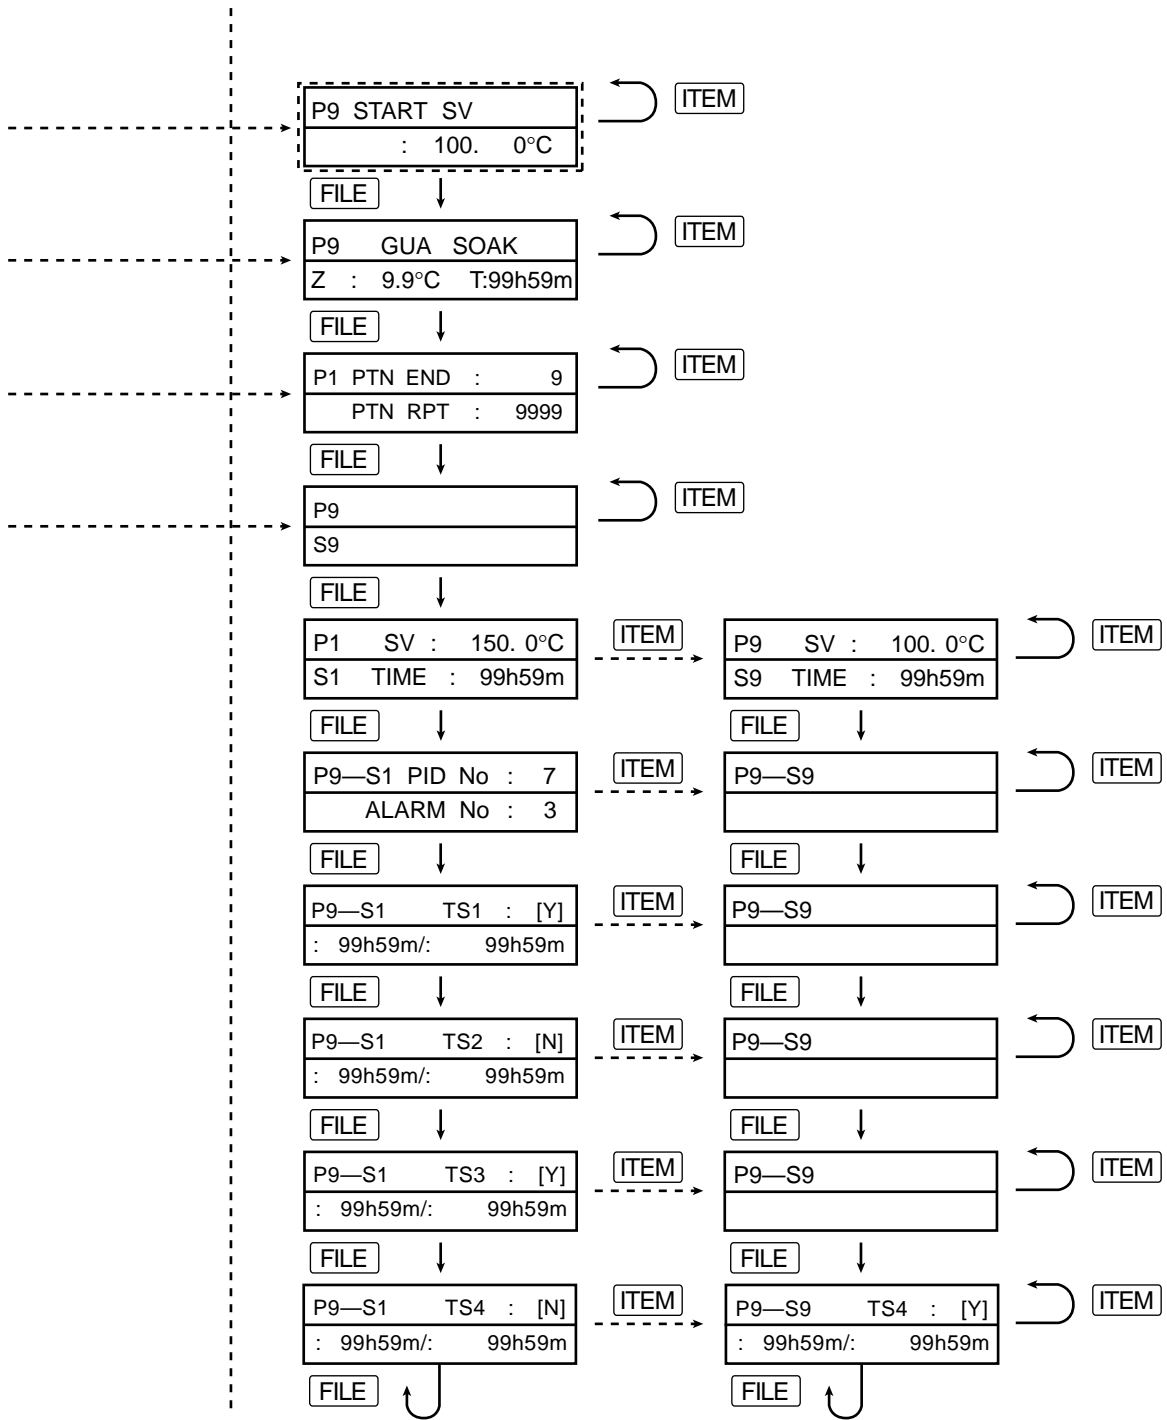 P9 START SV ITEM
: 100. 0°C
FILE
P9 GUA SOAK ITEM
Z : 9.9°C T:99h59m
FILE
P1 PTN END : 9 ITEM
PTN RPT : 9999
FILE
P9 ITEM
S9
FILE
P1 SV : 150. 0°C ITEM P9 SV : 100. 0°C ITEM
S1 TIME : 99h59m S9 TIME : 99h59m
FILE FILE
P9—S1 PID No : 7 ITEM P9—S9 ITEM
ALARM No : 3
FILE FILE
P9—S1 TS1 : [Y] ITEM P9—S9 ITEM
: 99h59m/: 99h59m
FILE FILE
P9—S1 TS2 : [N] ITEM P9—S9 ITEM
: 99h59m/: 99h59m
FILE FILE
P9—S1 TS3 : [Y] ITEM P9—S9 ITEM
: 99h59m/: 99h59m
FILE FILE
P9—S1 TS4 : [N] ITEM P9—S9 TS4 : [Y] ITEM
: 99h59m/: 99h59m : 99h59m/: 99h59m
FILE FILE